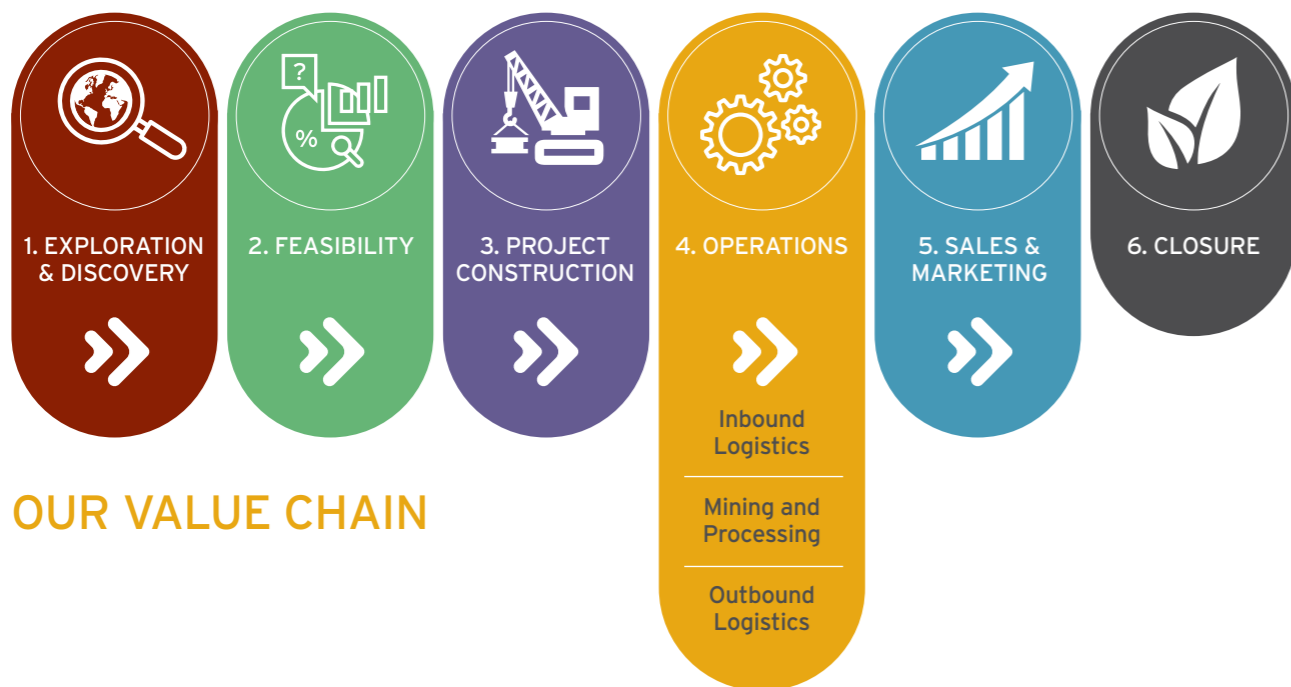 ?
%
1. EXPLORATION
& DISCOVERY
2. FEASIBILITY
3. PROJECT
CONSTRUCTION
4. OPERATIONS
Inbound
Logistics
Mining and
Processing
Outbound
Logistics
5. SALES &
MARKETING
6. CLOSURE
OUR VALUE CHAIN